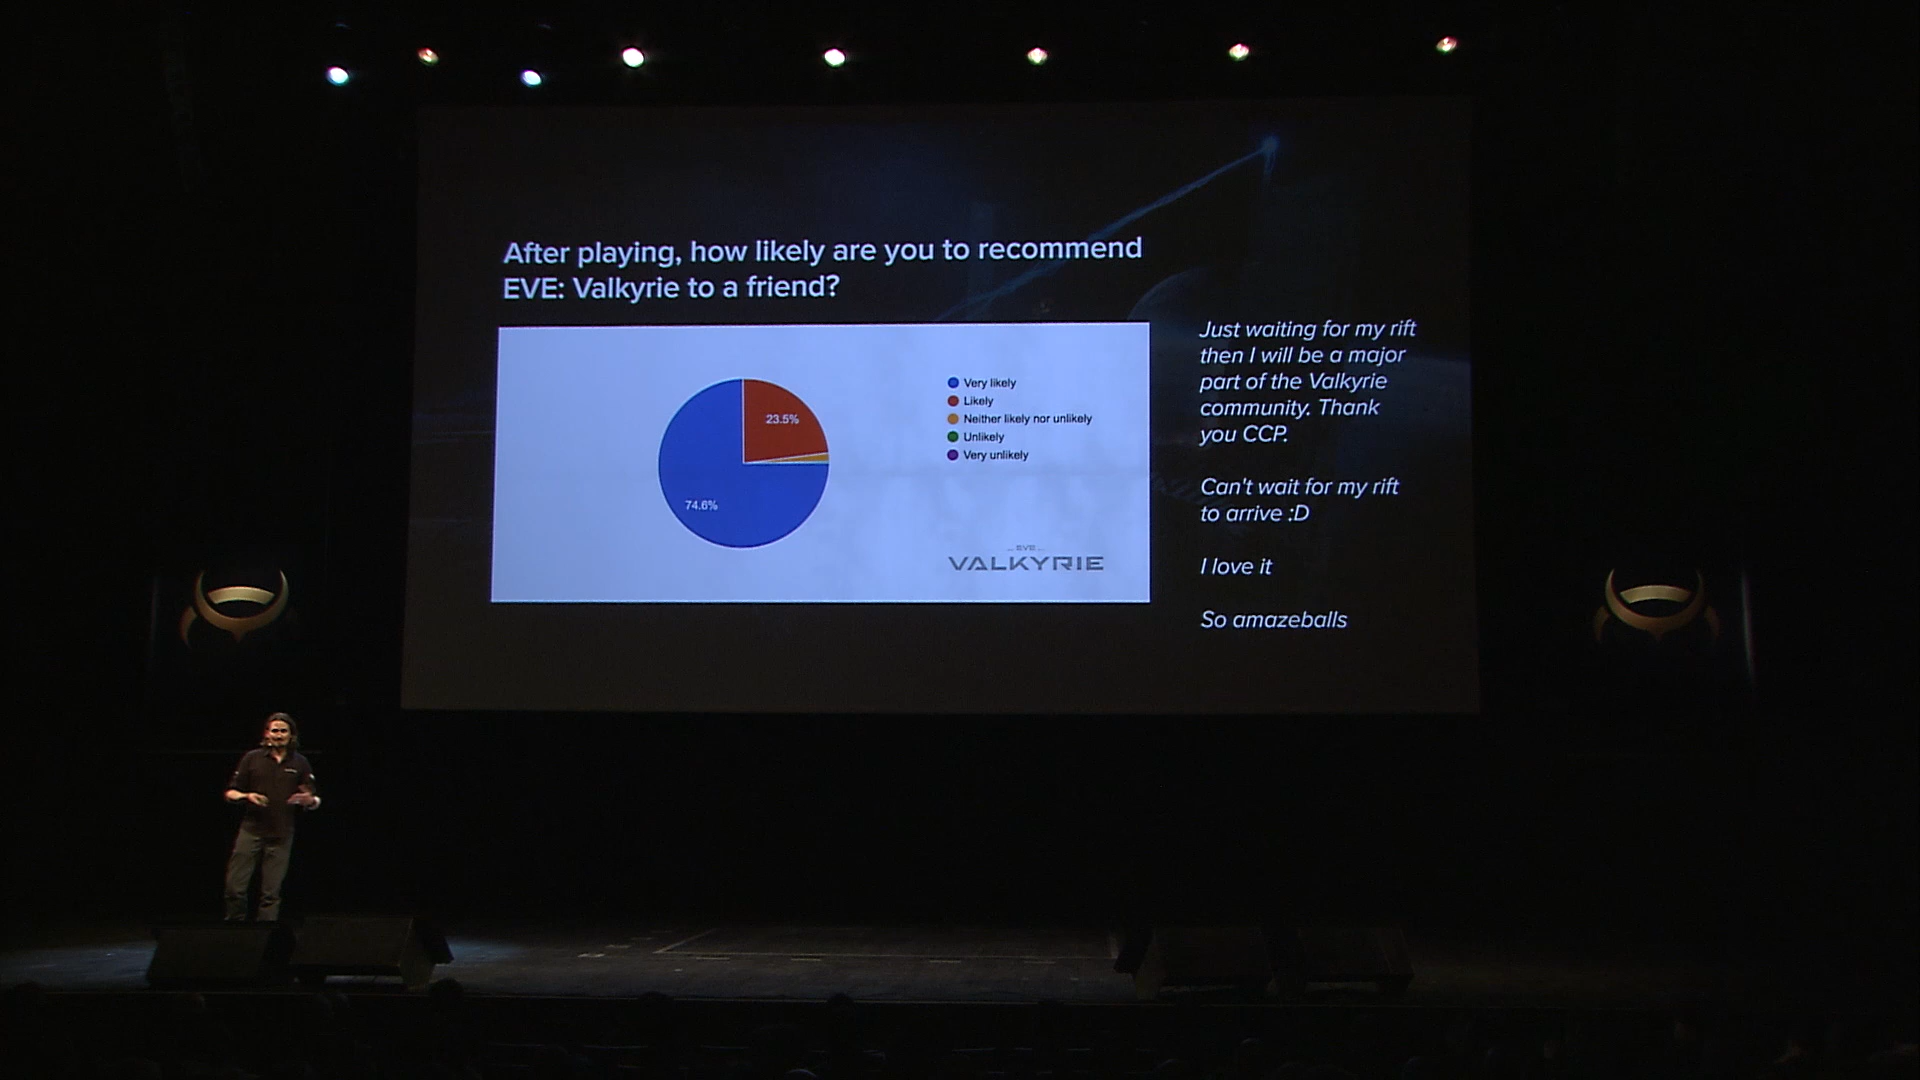 After playing, how likely are you to recommend
EVE: Valkyrie to a friend?
23.5%
74.6%
Very likely
Likely
Neither likely nor unlikely
Unlikely
Very unlikely
EVE
VALKYRIE
Just waiting for my rift
then I will be a major
part of the Valkyrie
community. Thank
you CCP.
Can't wait for my rift
to arrive :D
I love it
So amazeballs